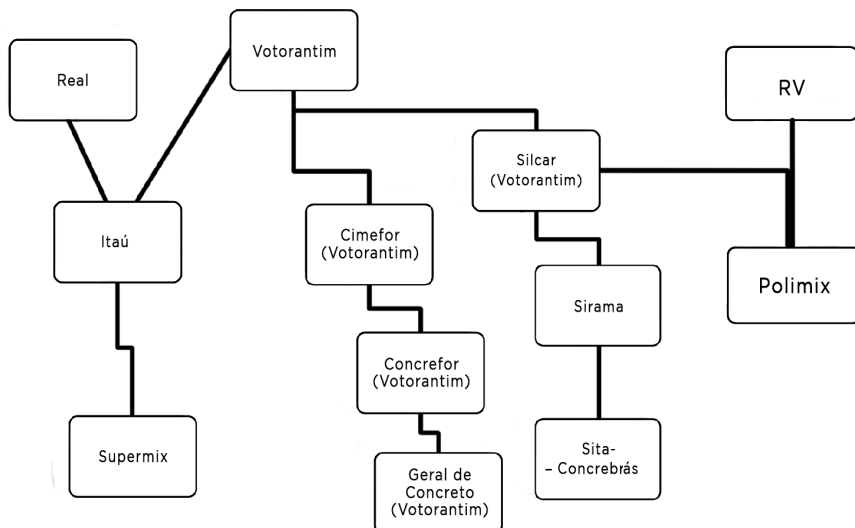 Real
Votorantim
RV
Silcar
(Votorantim)
Itaú
Cimefor
(Votorantim)
Polimix
Sirama
Concrefor
(Votorantim)
Supermix
Sita-
– Concrebrás
Geral de
Concreto
(Votorantim)